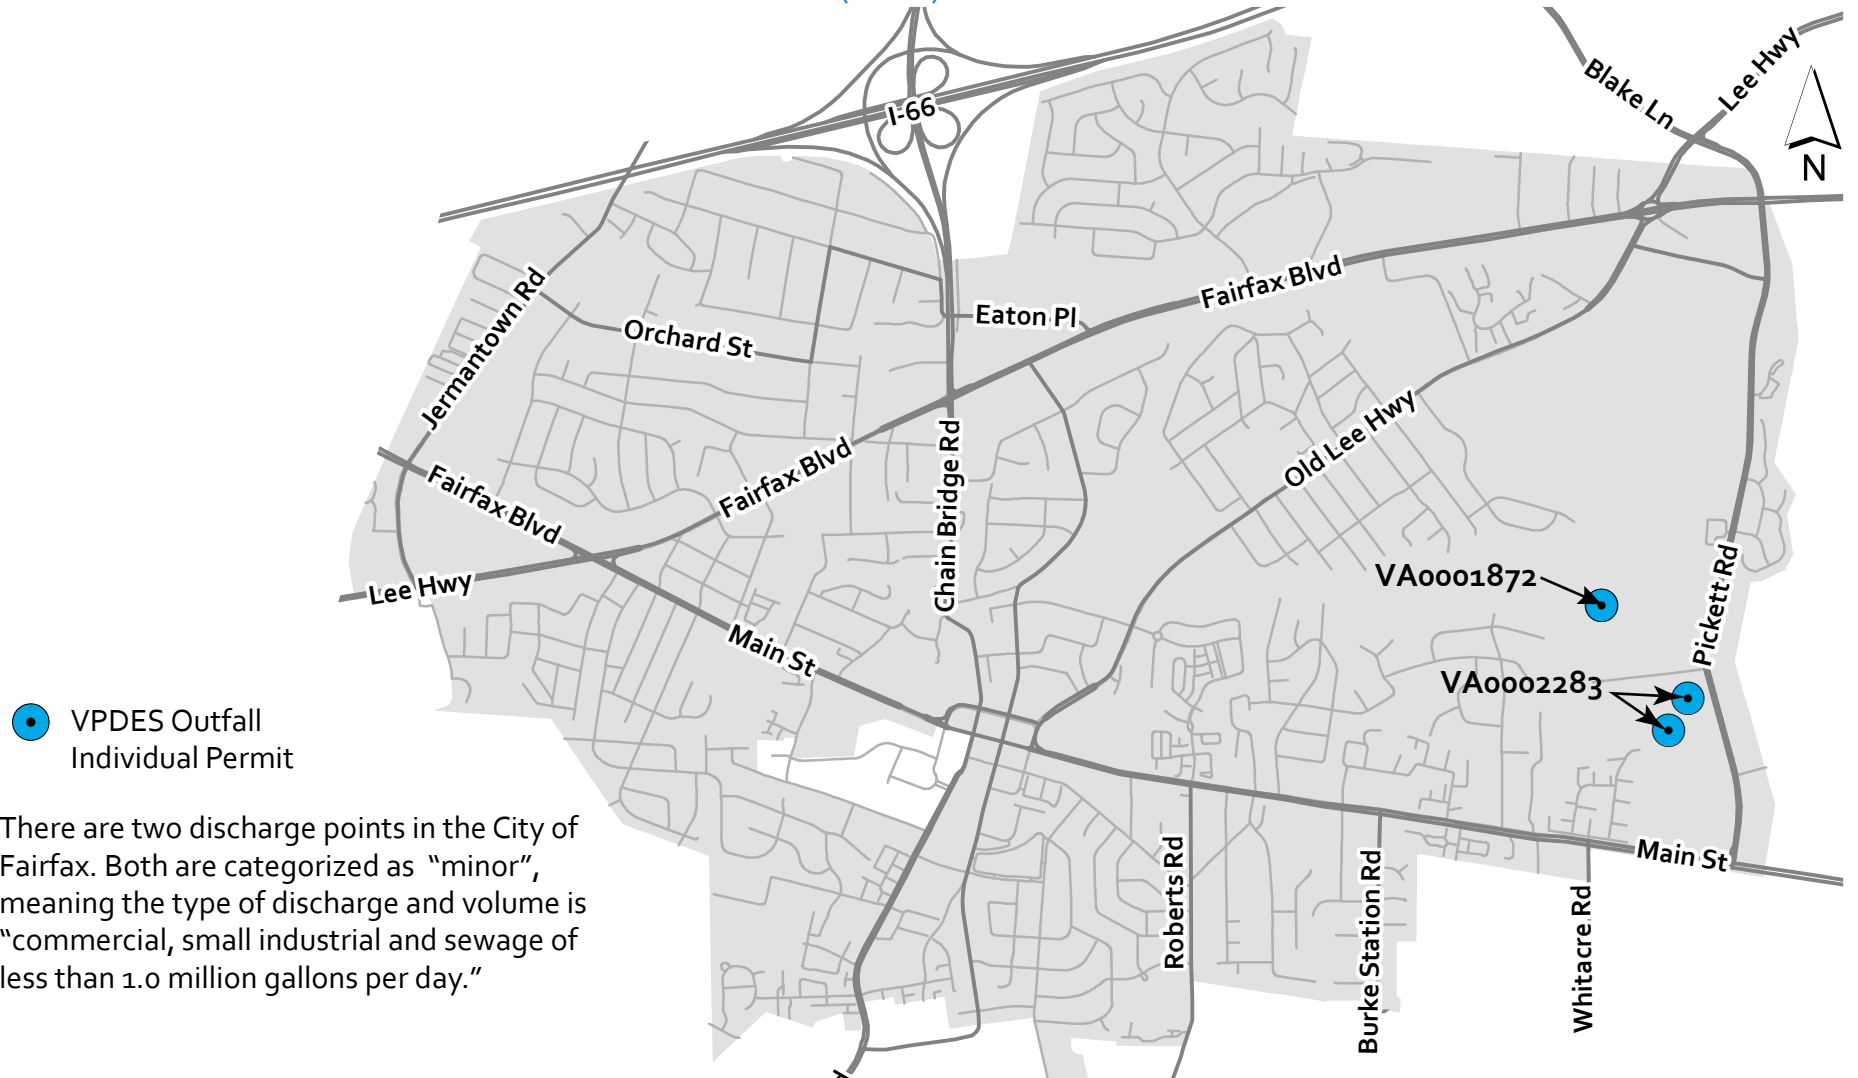 I-66
Blake Ln
Lee Hwy
N
Jermantown Rd
Orchard St
Eaton Pl
Fairfax Blvd
Fairfax Blvd
Fairfax Blvd
Chain Bridge Rd
Old Lee Hwy
Lee Hwy
Main St
VA0001872
Pickett Rd
VA0002283
VPDES Outfall
Individual Permit
There are two discharge points in the City of
Fairfax. Both are categorized as “minor”,
meaning the type of discharge and volume is
“commercial, small industrial and sewage of
less than 1.0 million gallons per day.”
Roberts Rd
Burke Station Rd
Whitacre Rd
Main St